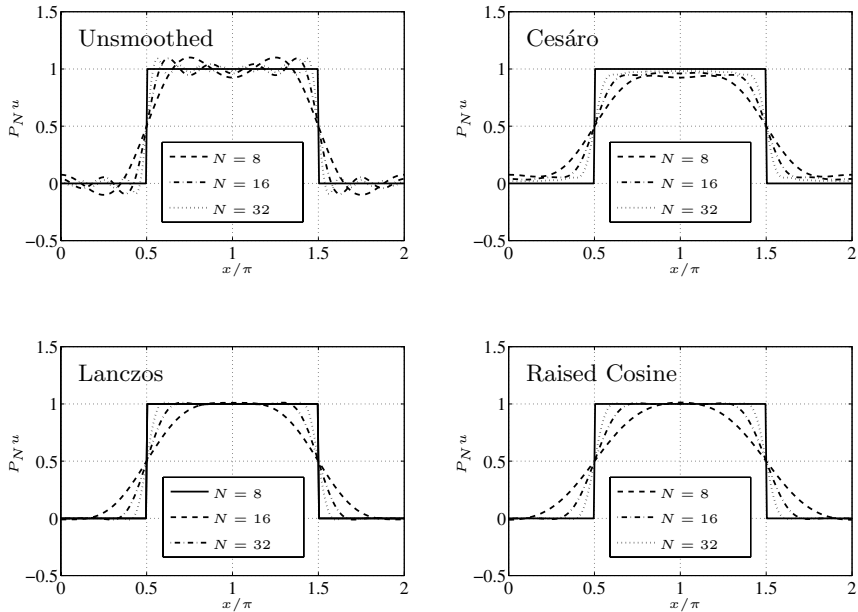 1.5
Unsmoothed
1
P_N u
0.5
N = 8
N = 16
0
N = 32
−0.5
0 0.5 1 1.5 2
x/π
1.5
Cesáro
1
P_N u
0.5
N = 8
N = 16
0
N = 32
−0.5
0 0.5 1 1.5 2
x/π
1.5
Lanczos
1
P_N u
0.5
N = 8
N = 16
0
N = 32
−0.5
0 0.5 1 1.5 2
x/π
1.5
Raised Cosine
1
P_N u
0.5
N = 8
N = 16
0
N = 32
−0.5
0 0.5 1 1.5 2
x/π